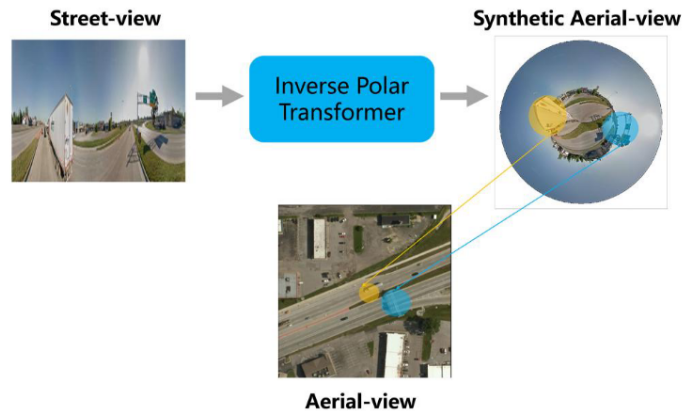 Street-view
Synthetic Aerial-view
Inverse Polar
Transformer
Aerial-view